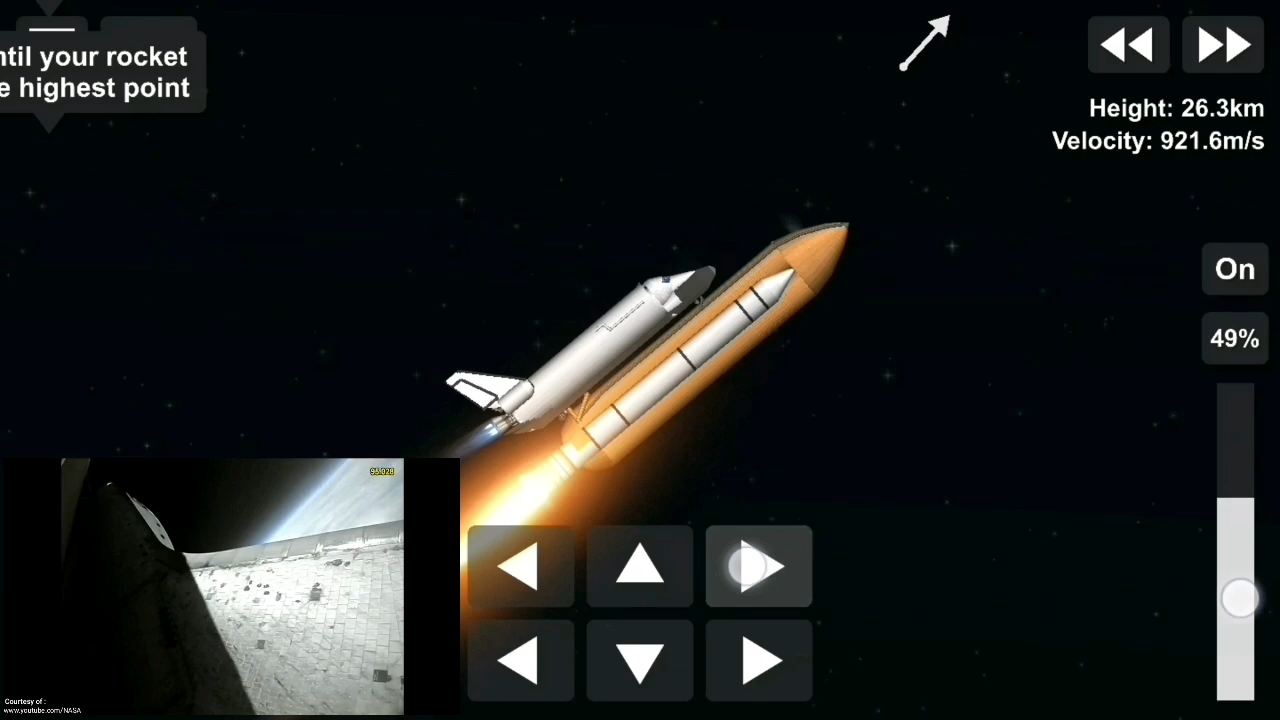 ntil your rocket
e highest point
Height: 26.3km
Velocity: 921.6m/s
On
49%
Courtesy of :
www.youtube.com/NASA